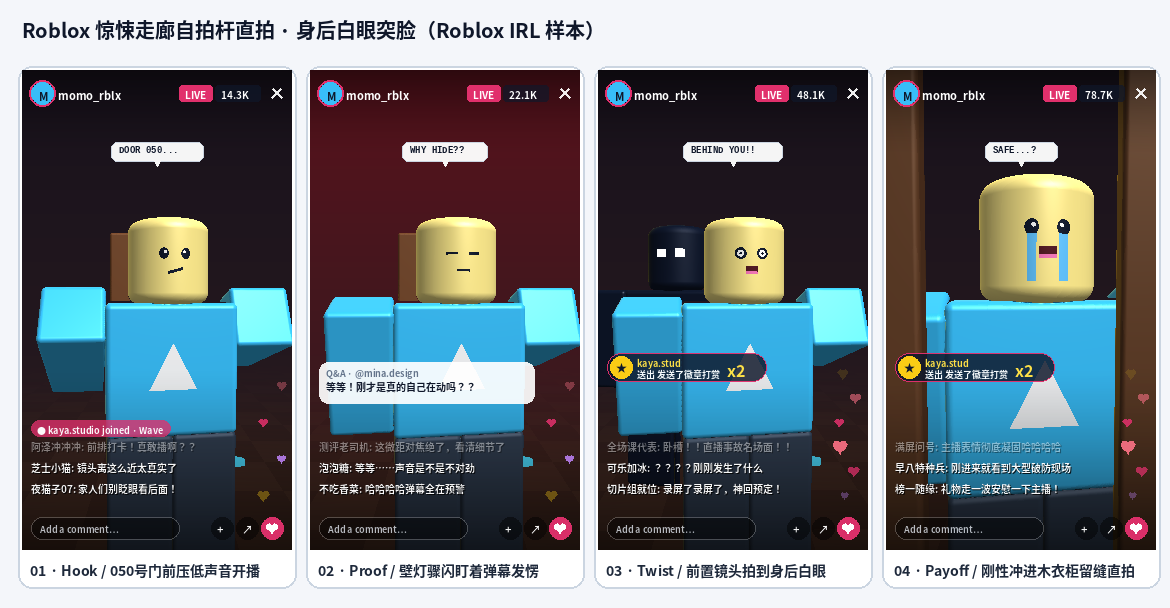 Roblox 惊悚走廊自拍杆直拍 · 身后白眼突脸（Roblox IRL 样本）
M momo_rblx LIVE 14.3K ✕
DOOR 050...
● kaya.stud joined · Wave
阿泽冲冲冲: 前排打卡！真敢播啊？？
芝士小猫: 镜头离这么近太真实了
夜猫子07: 家人们别眨眼看后面！
Add a comment... + ↗
01 · Hook / 050号门前压低声音开播
M momo_rblx LIVE 22.1K ✕
WHY HIDE??
Q&A · @mina.design
等等！刚才是真的自己在动吗？？
测评老司机: 这微距对焦绝了，看清细节了
泡泡糖: 等等……声音是不是不对劲
不吃香菜: 哈哈哈哈弹幕全在预警
Add a comment... + ↗
02 · Proof / 壁灯骤闪盯着弹幕发愣
M momo_rblx LIVE 48.1K ✕
BEHIND YOU!!
kaya.stud
送出 发送了徽章打赏 x2
全场课代表: 卧槽！！直播事故名场面！！
可乐加冰: ？？？？刚刚发生了什么
切片组就位: 录屏了录屏了，神回预定！
Add a comment... + ↗
03 · Twist / 前置镜头拍到身后白眼
M momo_rblx LIVE 78.7K ✕
SAFE...?
kaya.stud
送出 发送了徽章打赏 x2
满屏问号: 主播表情彻底凝固哈哈哈哈
早八特种兵: 刚进来就看到大型破防现场
榜一随缘: 礼物走一波安慰一下主播！
Add a comment... + ↗
04 · Payoff / 刚性冲进木衣柜留缝直拍